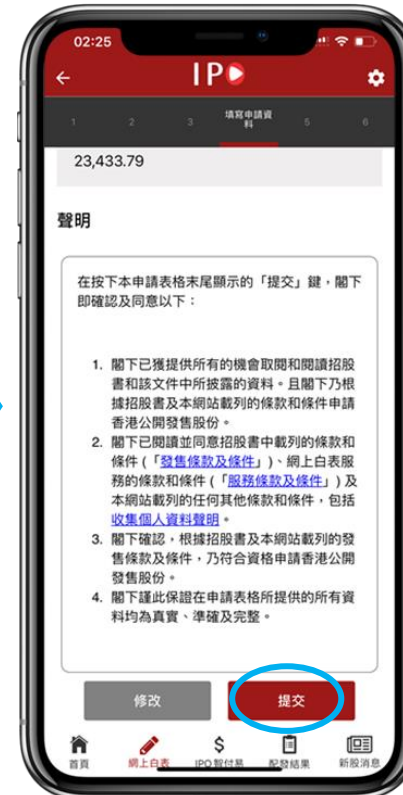 02:25
IPO
1 2 3 填寫申請資料 5 6
23,433.79
聲明
在按下本申請表格末尾顯示的「提交」鍵，閣下
即確認及同意以下：
1. 閣下已獲提供所有的機會取閱和閱讀招股
書和該文件中所披露的資料。且閣下乃根
據招股書及本網站載列的條款和條件申請
香港公開發售股份。
2. 閣下已閱讀並同意招股書中載列的條款和
條件 (「發售條款及條件」)、網上白表服
務的條款和條件 (「服務條款及條件」) 及
本網站載列的任何其他條款和條件，包括
收集個人資料聲明。
3. 閣下確認，根據招股書及本網站載列的發
售條款及條件，乃符合資格申請香港公開
發售股份。
4. 閣下謹此保證在申請表格所提供的所有資
料均為真實、準確及完整。
修改 提交
首頁 網上白表 IPO智付易 配發結果 新股消息